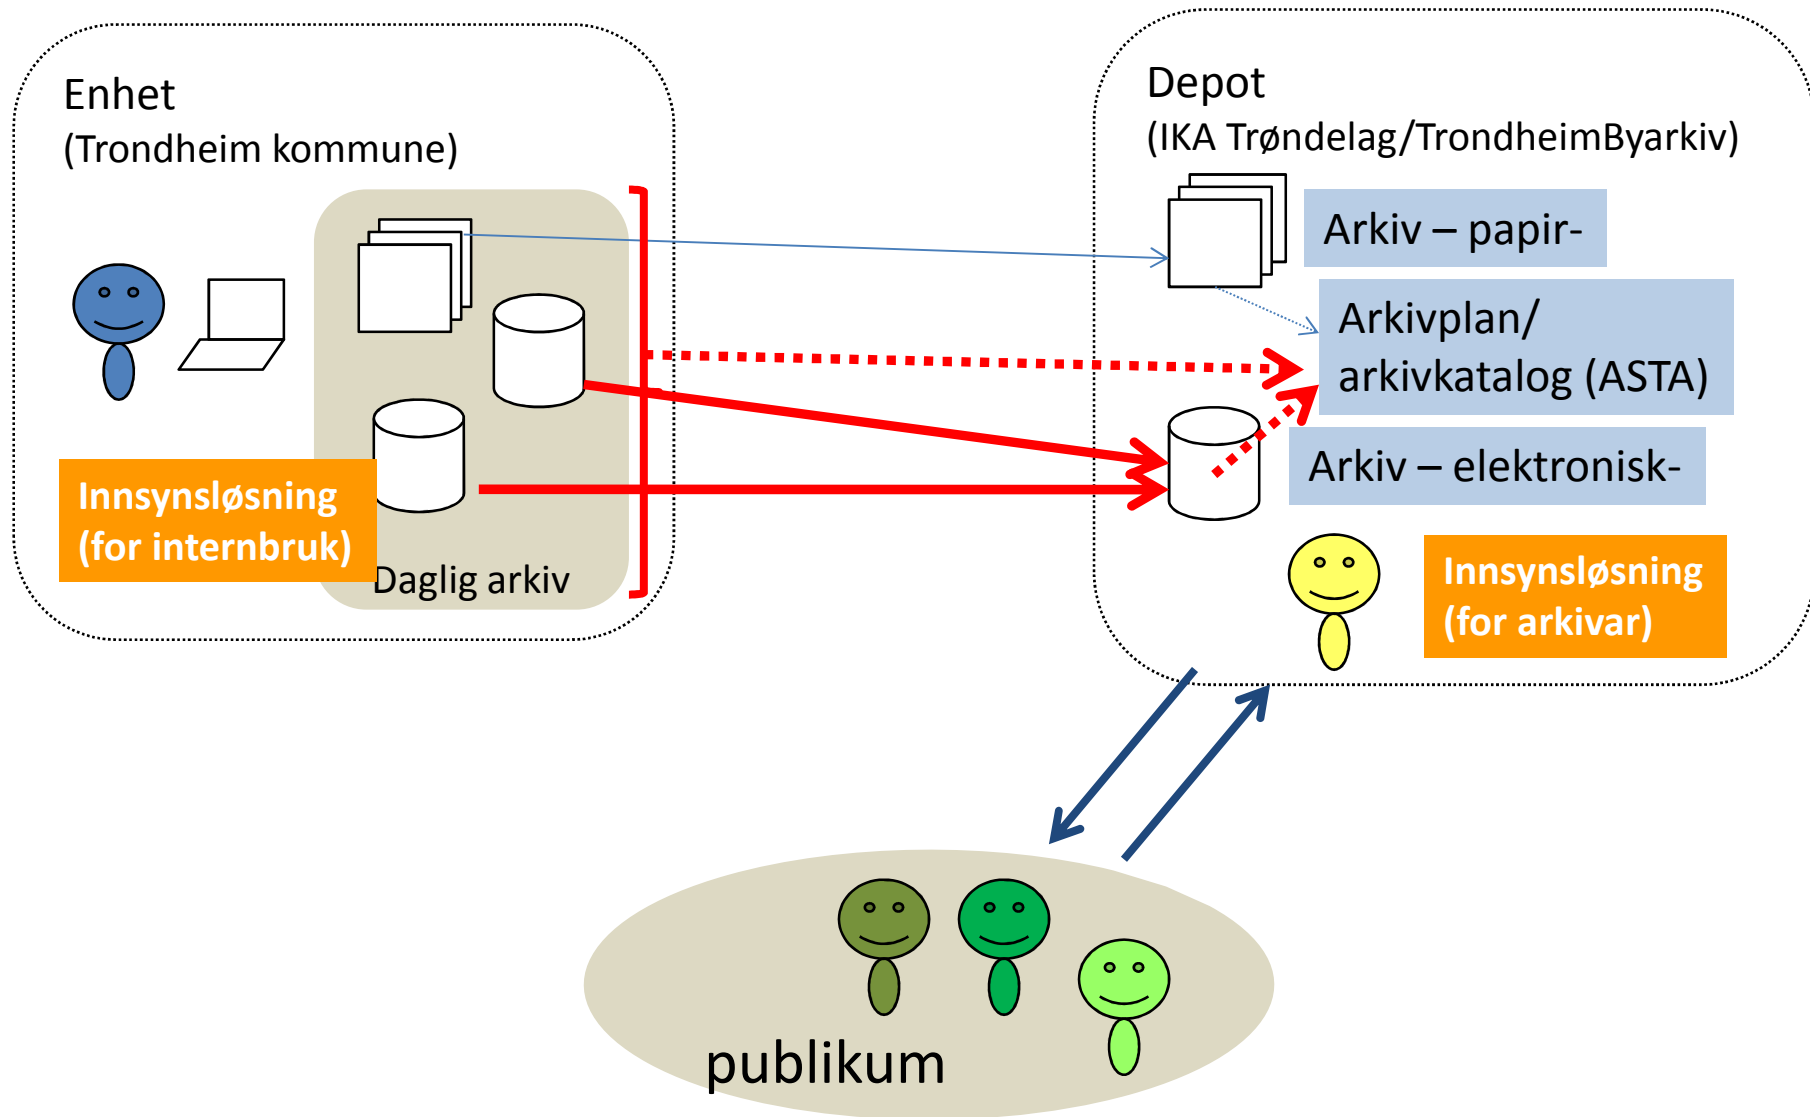 Enhet
(Trondheim kommune)
Innsynsløsning
(for internbruk)
Daglig arkiv
Depot
(IKA Trøndelag/TrondheimByarkiv)
Arkiv – papir-
Arkivplan/
arkivkatalog (ASTA)
Arkiv – elektronisk-
Innsynsløsning
(for arkivar)
publikum